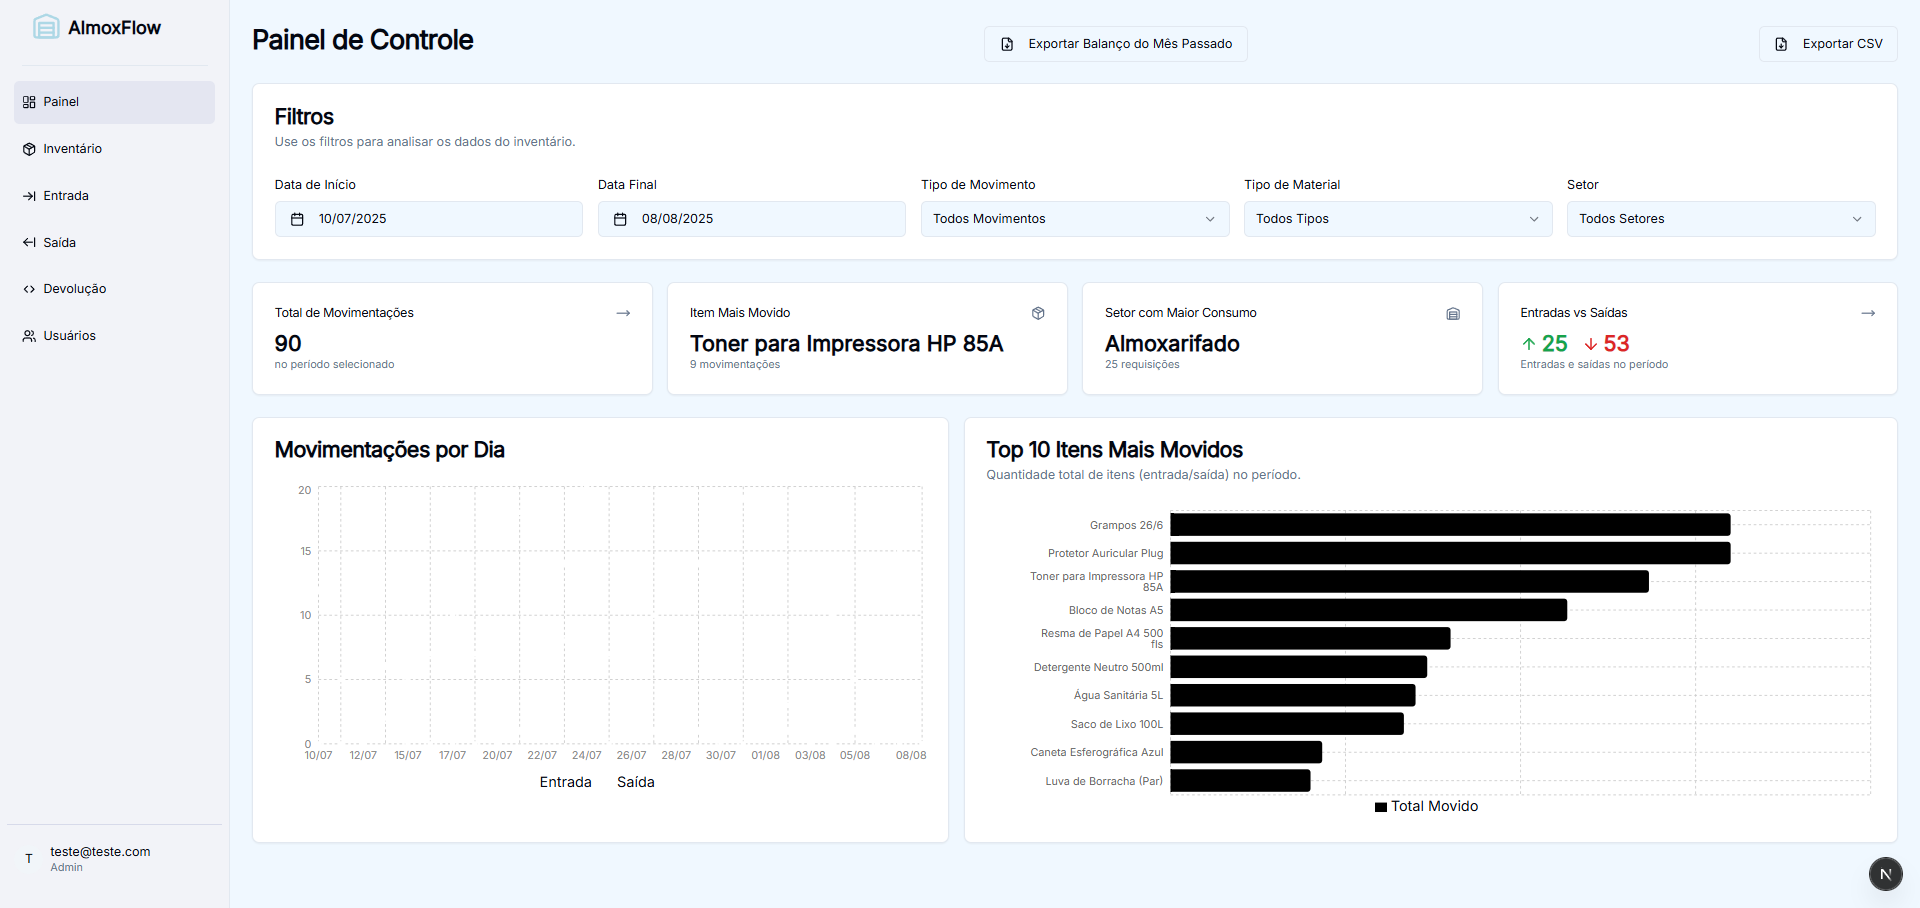 AlmoxFlow
Painel
Inventário
Entrada
Saída
Devolução
Usuários
teste@teste.com
Admin
T
Painel de Controle
Exportar Balanço do Mês Passado
Exportar CSV
Filtros
Use os filtros para analisar os dados do inventário.
Data de Início
Data Final
Tipo de Movimento
Tipo de Material
Setor
10/07/2025
08/08/2025
Todos Movimentos
Todos Tipos
Todos Setores
Total de Movimentações
90
no período selecionado
Item Mais Movido
Toner para Impressora HP 85A
9 movimentações
Setor com Maior Consumo
Almoxarifado
25 requisições
Entradas vs Saídas
25 53
Entradas e saídas no período
Movimentações por Dia
20
15
10
5
0
10/07 12/07 15/07 17/07 20/07 22/07 24/07 26/07 28/07 30/07 01/08 03/08 05/08 08/08
Entrada Saída
Top 10 Itens Mais Movidos
Quantidade total de itens (entrada/saída) no período.
Grampos 26/6
Protetor Auricular Plug
Toner para Impressora HP
85A
Bloco de Notas A5
Resma de Papel A4 500
fls
Detergente Neutro 500ml
Água Sanitária 5L
Saco de Lixo 100L
Caneta Esferográfica Azul
Luva de Borracha (Par)
Total Movido
N